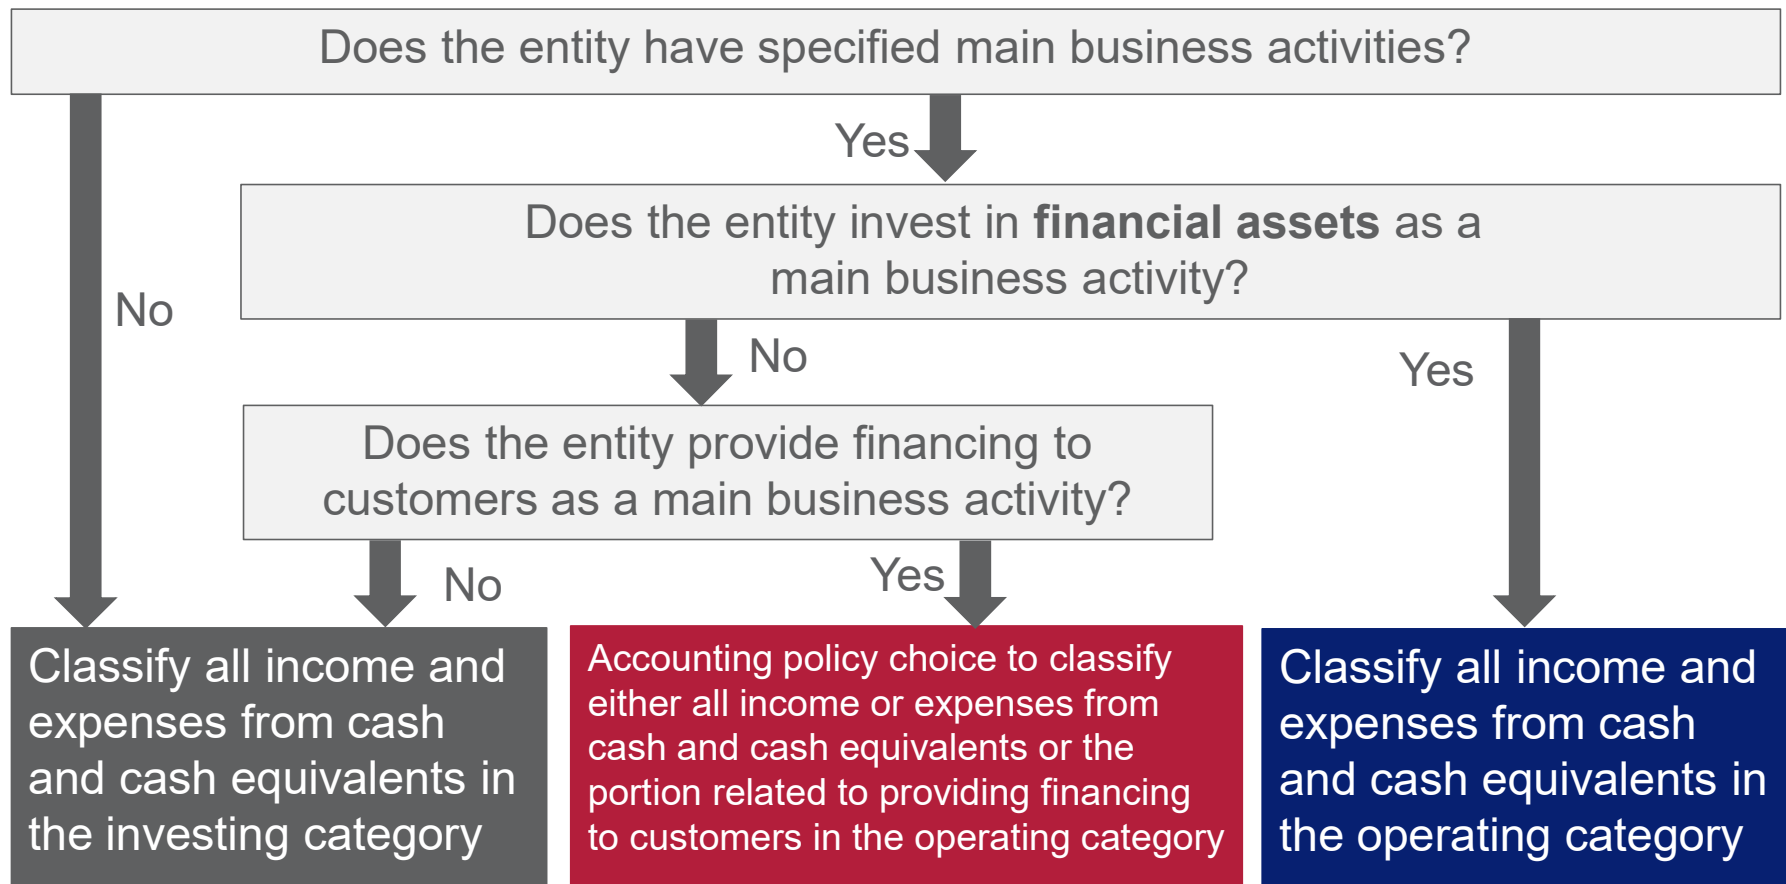 Does the entity have specified main business activities?
Yes
Does the entity invest in financial assets as a
main business activity?
No
No
Yes
Does the entity provide financing to
customers as a main business activity?
No
Yes
Classify all income and
expenses from cash
and cash equivalents in
the investing category
Accounting policy choice to classify
either all income or expenses from
cash and cash equivalents or the
portion related to providing financing
to customers in the operating category
Classify all income and
expenses from cash
and cash equivalents in
the operating category